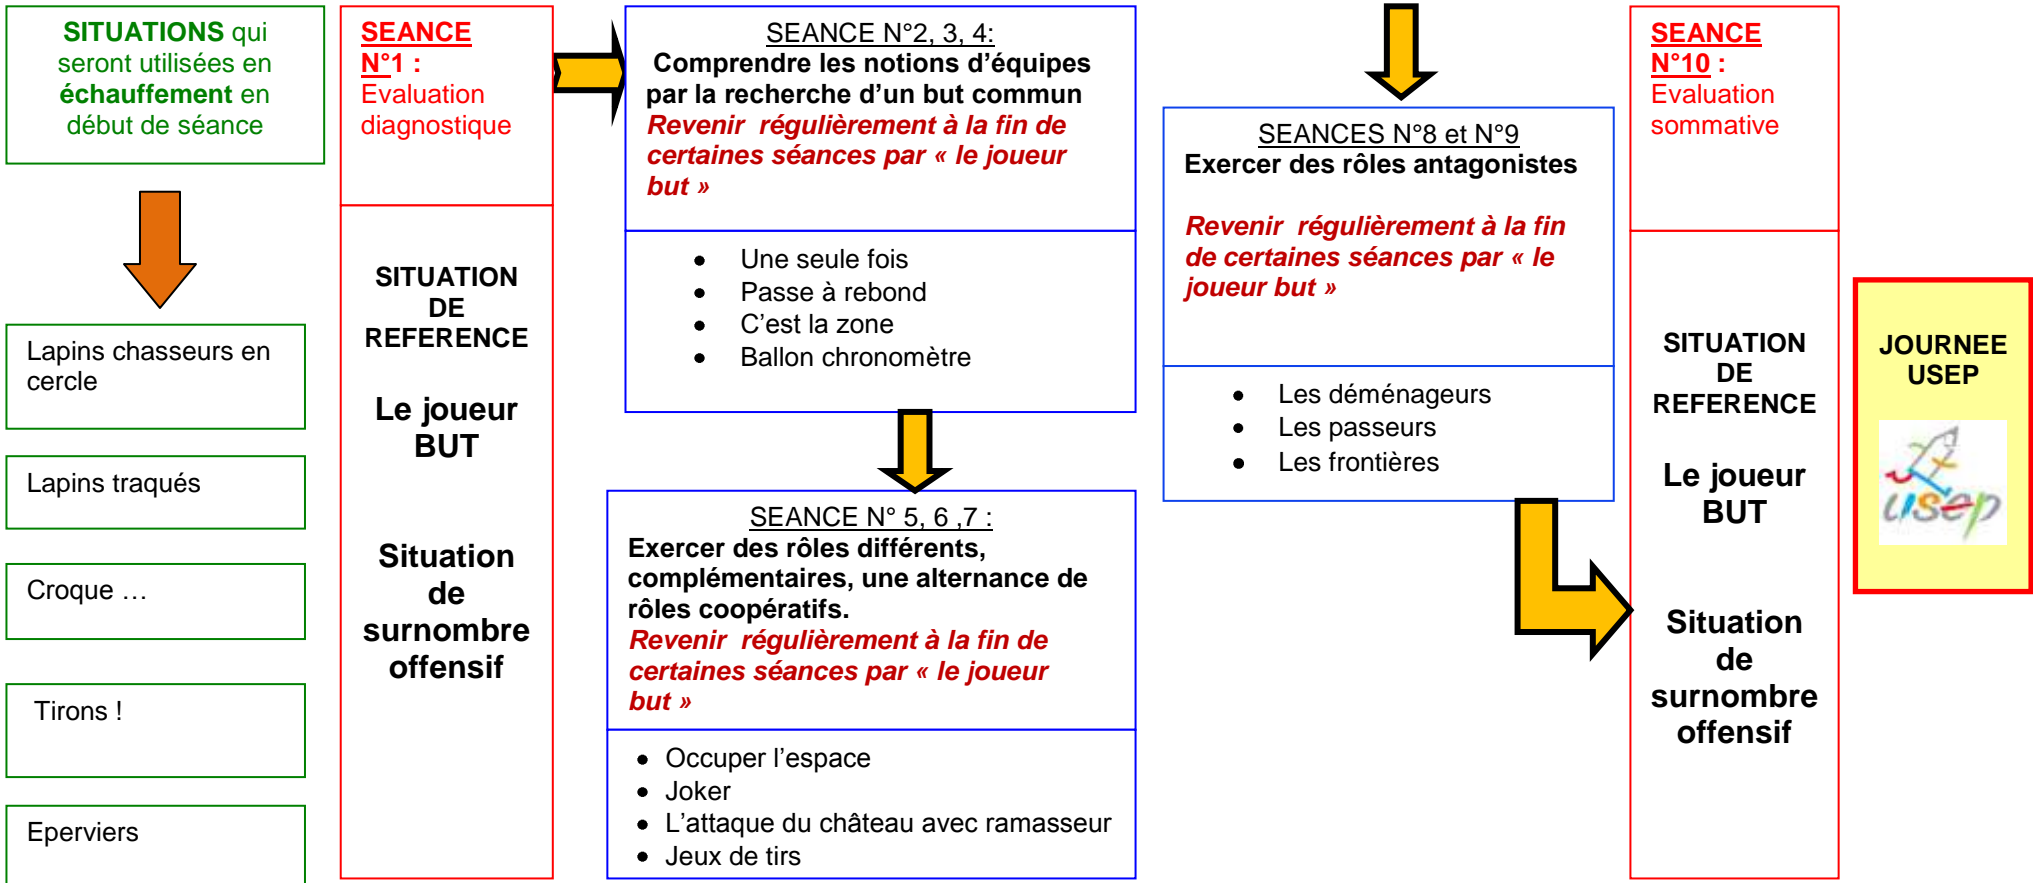 SITUATIONS qui
seront utilisées en
échauffement en
début de séance
Lapins chasseurs en
cercle
Lapins traqués
Croque …
Tirons !
Eperviers
SEANCE
N°1 :
Evaluation
diagnostique
SITUATION
DE
REFERENCE
Le joueur
BUT
Situation
de
surnombre
offensif
SEANCE N°2, 3, 4:
Comprendre les notions d’équipes
par la recherche d’un but commun
Revenir régulièrement à la fin de
certaines séances par « le joueur
but »
• Une seule fois
• Passe à rebond
• C’est la zone
• Ballon chronomètre
SEANCE N° 5, 6 ,7 :
Exercer des rôles différents,
complémentaires, une alternance de
rôles coopératifs.
Revenir régulièrement à la fin de
certaines séances par « le joueur
but »
• Occuper l’espace
• Joker
• L’attaque du château avec ramasseur
• Jeux de tirs
SEANCES N°8 et N°9
Exercer des rôles antagonistes
Revenir régulièrement à la fin
de certaines séances par « le
joueur but »
• Les déménageurs
• Les passeurs
• Les frontières
SEANCE
N°10 :
Evaluation
sommative
SITUATION
DE
REFERENCE
Le joueur
BUT
Situation
de
surnombre
offensif
JOURNEE
USEP
usep